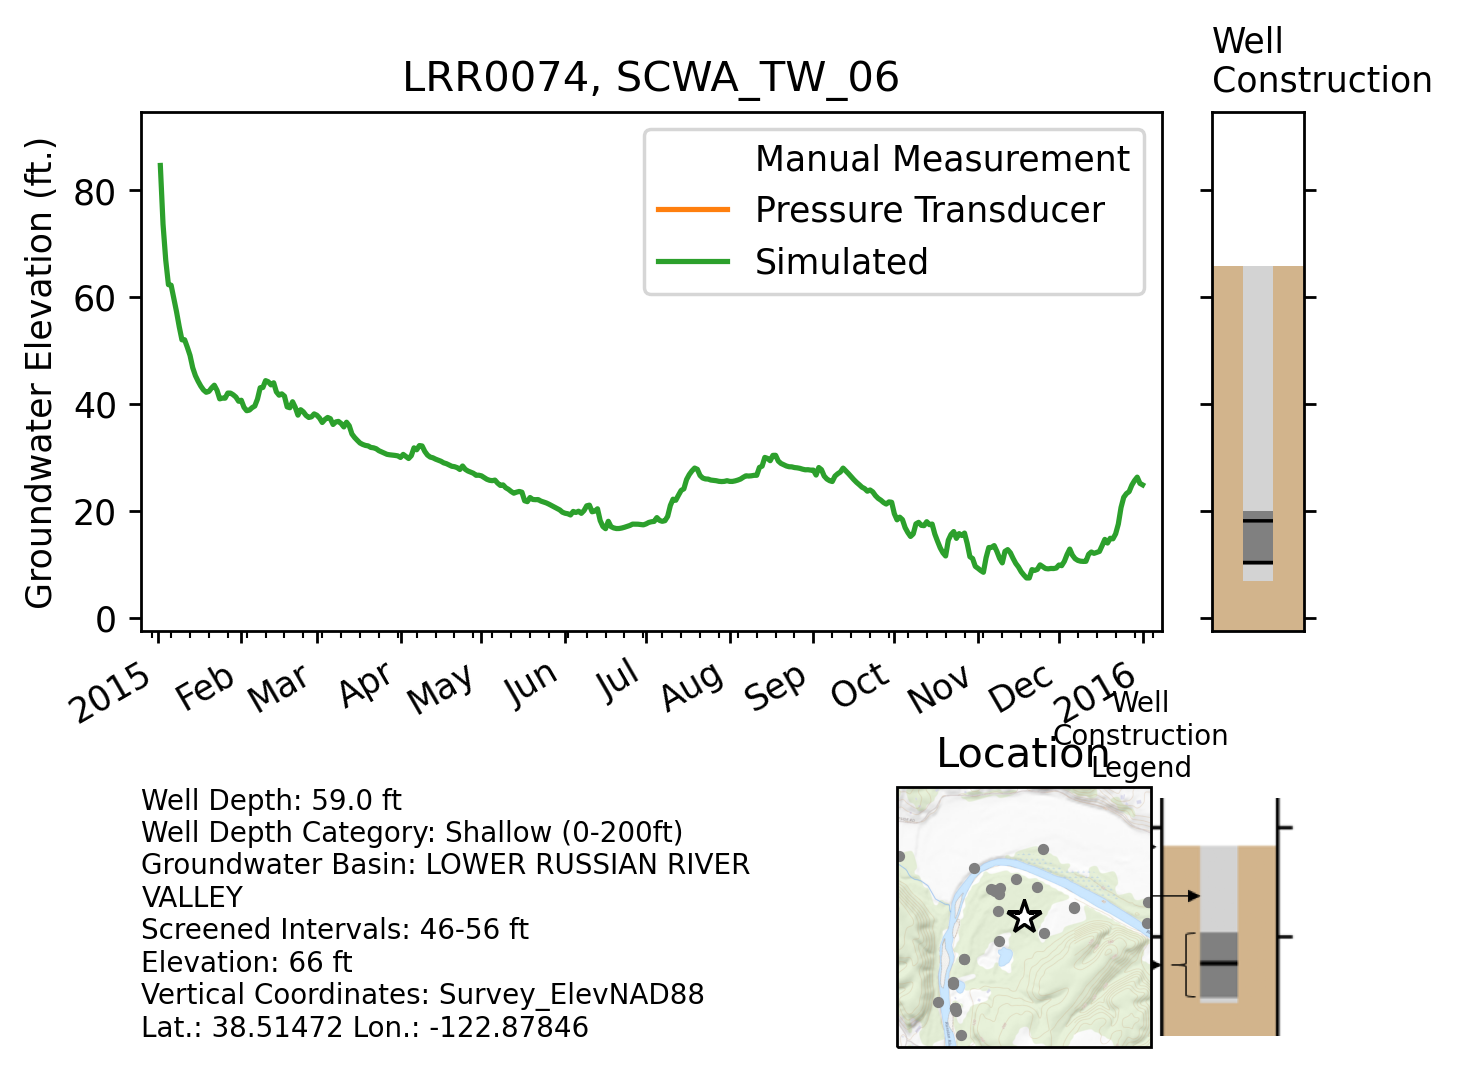 Well
Construction
LRR0074, SCWA_TW_06
Groundwater Elevation (ft.)
80
60
40
20
0
Manual Measurement
Pressure Transducer
Simulated
2015
Feb
Mar
Apr
May
Jun
Jul
Aug
Sep
Oct
Nov
Dec
2016
Well
Construction
Legend
Location
Well Depth: 59.0 ft
Well Depth Category: Shallow (0-200ft)
Groundwater Basin: LOWER RUSSIAN RIVER
VALLEY
Screened Intervals: 46-56 ft
Elevation: 66 ft
Vertical Coordinates: Survey_ElevNAD88
Lat.: 38.51472 Lon.: -122.87846